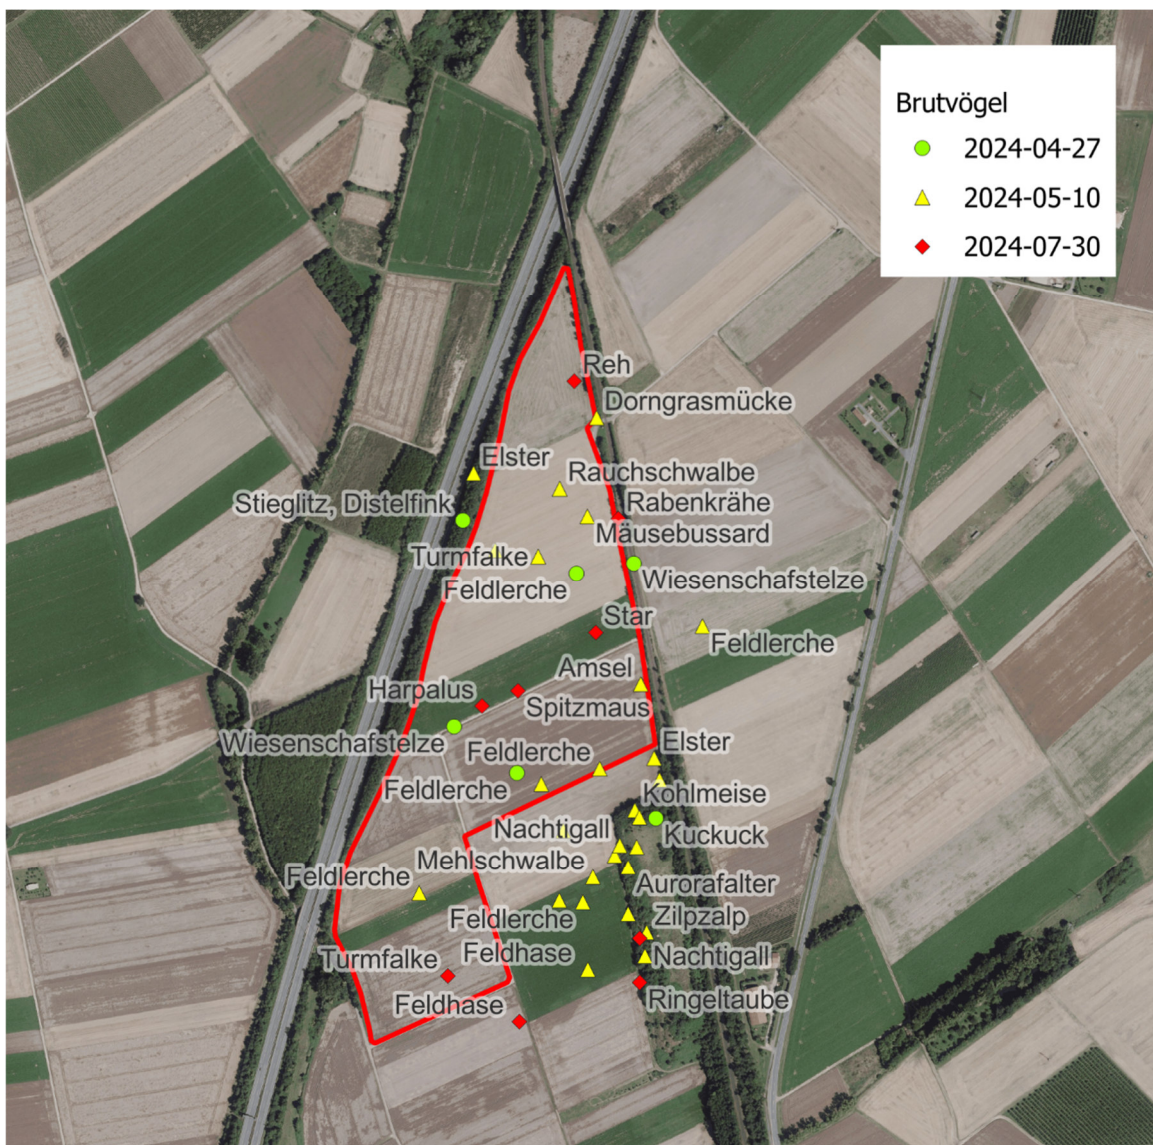 Brutvögel
2024-04-27
2024-05-10
2024-07-30
Reh
Dorngrasmücke
Elster
Rauchschwalbe
Stieglitz, Distelfink
Rabenkrähe
Mäusebussard
Turmfalke
Wiesenschafstelze
Feldlerche
Star
Feldlerche
Amsel
Harpalus
Spitzmaus
Wiesenschafstelze
Elster
Feldlerche
Feldlerche
Kohlmeise
Nachtigall
Kuckuck
Mehlschwalbe
Feldlerche
Aurorafalter
Feldlerche
Zilpzalp
Feldhase
Nachtigall
Turmfalke
Feldhase
Ringeltaube